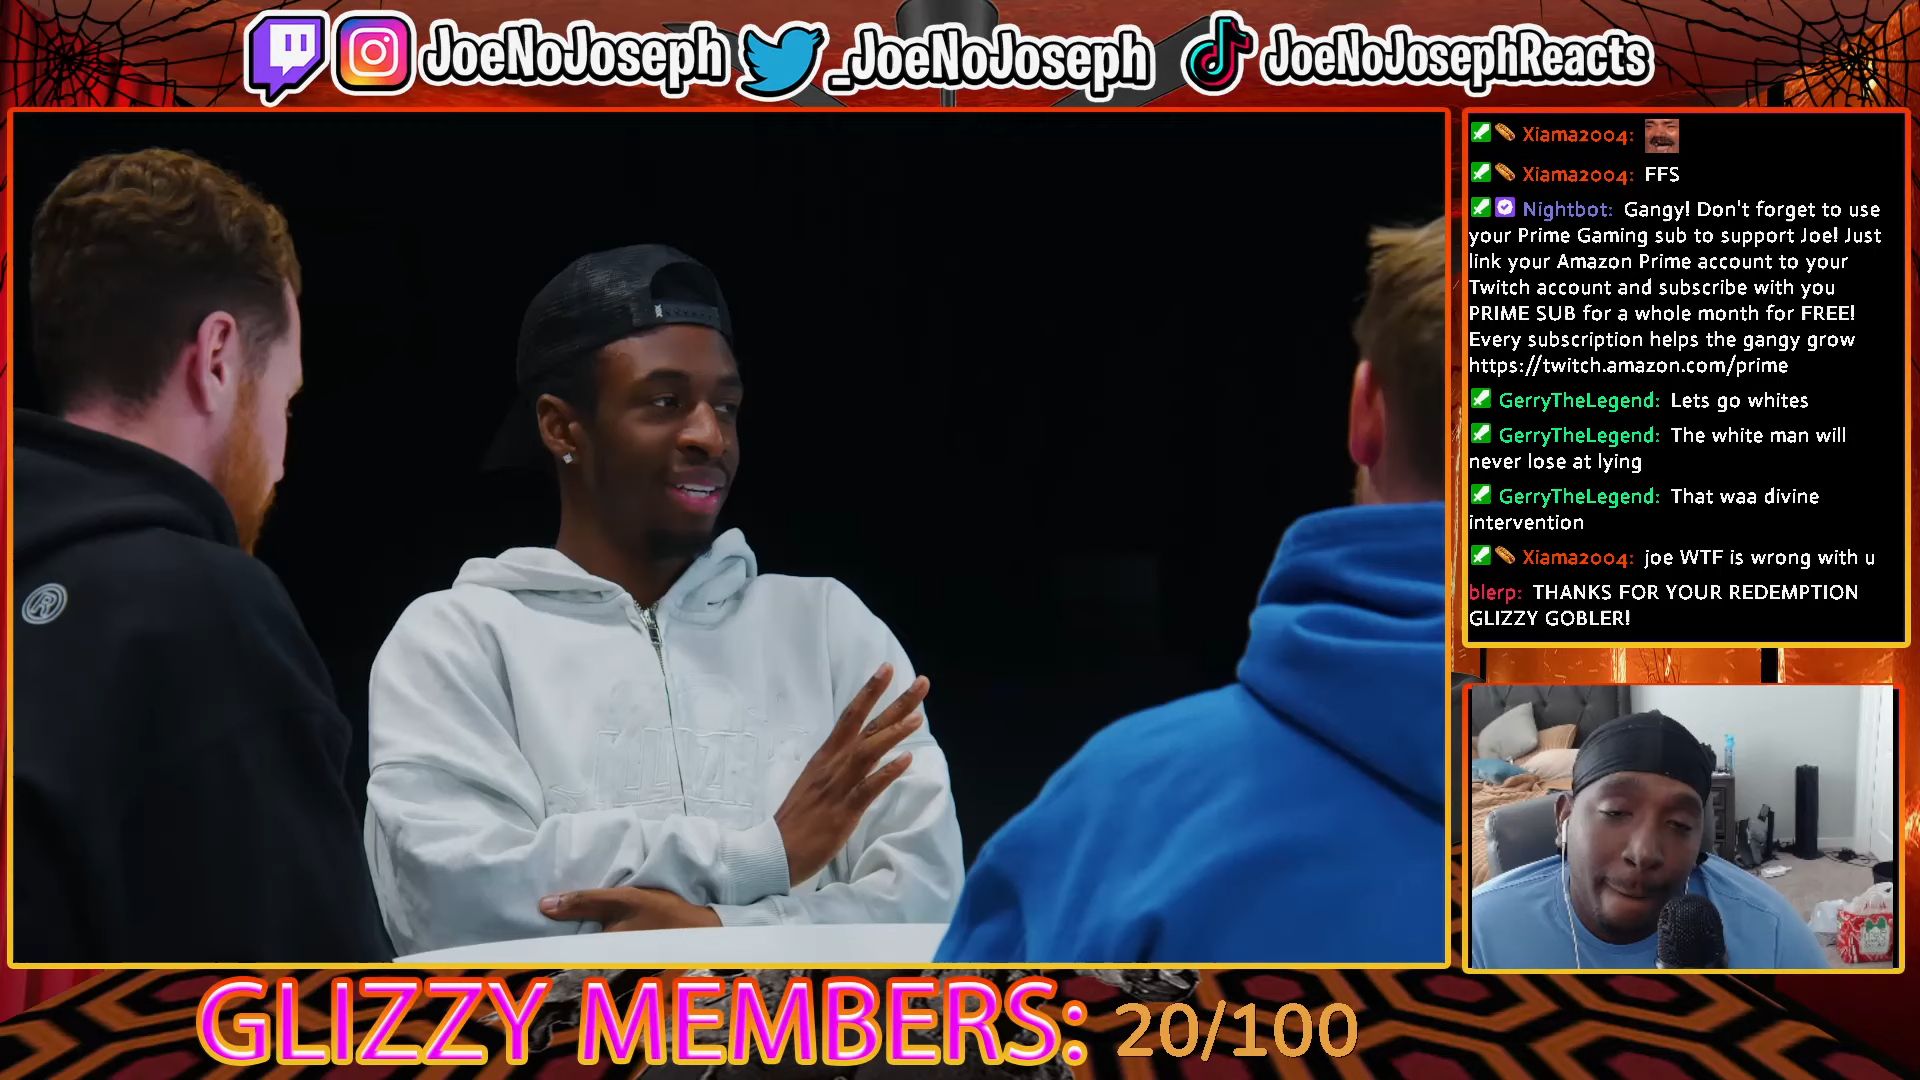 JoeNoJoseph _JoeNoJoseph JoeNoJosephReacts
Xiama2004:
Xiama2004: FFS
Nightbot: Gangy! Don't forget to use
your Prime Gaming sub to support Joe! Just
link your Amazon Prime account to your
Twitch account and subscribe with you
PRIME SUB for a whole month for FREE!
Every subscription helps the gangy grow
https://twitch.amazon.com/prime
GerryTheLegend: Lets go whites
GerryTheLegend: The white man will
never lose at lying
GerryTheLegend: That waa divine
intervention
Xiama2004: joe WTF is wrong with u
blerp: THANKS FOR YOUR REDEMPTION
GLIZZY GOBLER!
R
GLIZZY MEMBERS: 20/100